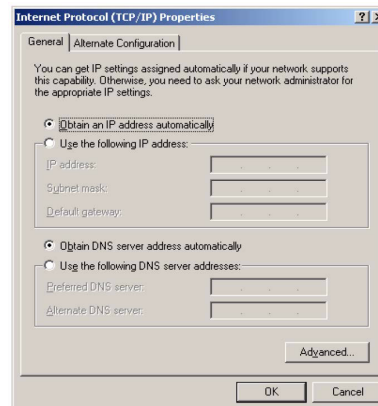 Internet Protocol (TCP/IP) Properties
General
Alternate Configuration
You can get IP settings assigned automatically if your network supports
this capability. Otherwise, you need to ask your network administrator for
the appropriate IP settings.
Obtain an IP address automatically
Use the following IP address:
IP address:
Subnet mask:
Default gateway:
Obtain DNS server address automatically
Use the following DNS server addresses:
Preferred DNS server:
Alternate DNS server:
Advanced...
OK
Cancel